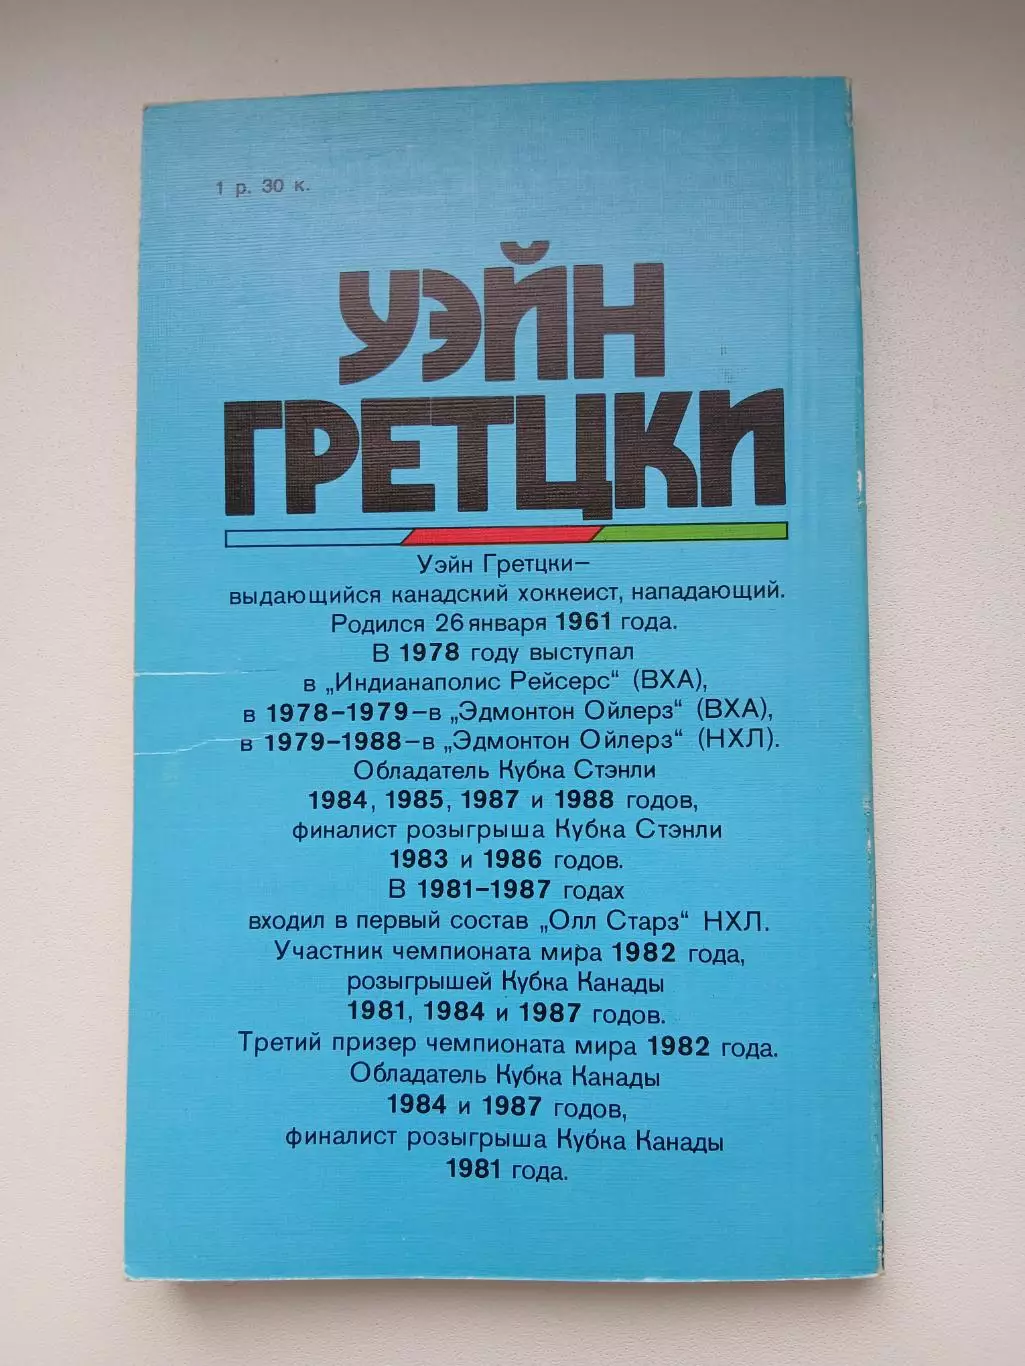 1 р. 30 к.
УЭЙН
ГРЕТЦКИ
Уэйн Гретцки—
выдающийся канадский хоккеист, нападающий.
Родился 26 января 1961 года.
В 1978 году выступал
в „Индианаполис Рейсерс“ (ВХА),
в 1978–1979–в „Эдмонтон Ойлерз“ (ВХА),
в 1979–1988–в „Эдмонтон Ойлерз“ (НХЛ).
Обладатель Кубка Стэнли
1984, 1985, 1987 и 1988 годов,
финалист розыгрыша Кубка Стэнли
1983 и 1986 годов.
В 1981–1987 годах
входил в первый состав „Олл Старз“ НХЛ.
Участник чемпионата мира 1982 года,
розыгрышей Кубка Канады
1981, 1984 и 1987 годов.
Третий призер чемпионата мира 1982 года.
Обладатель Кубка Канады
1984 и 1987 годов,
финалист розыгрыша Кубка Канады
1981 года.